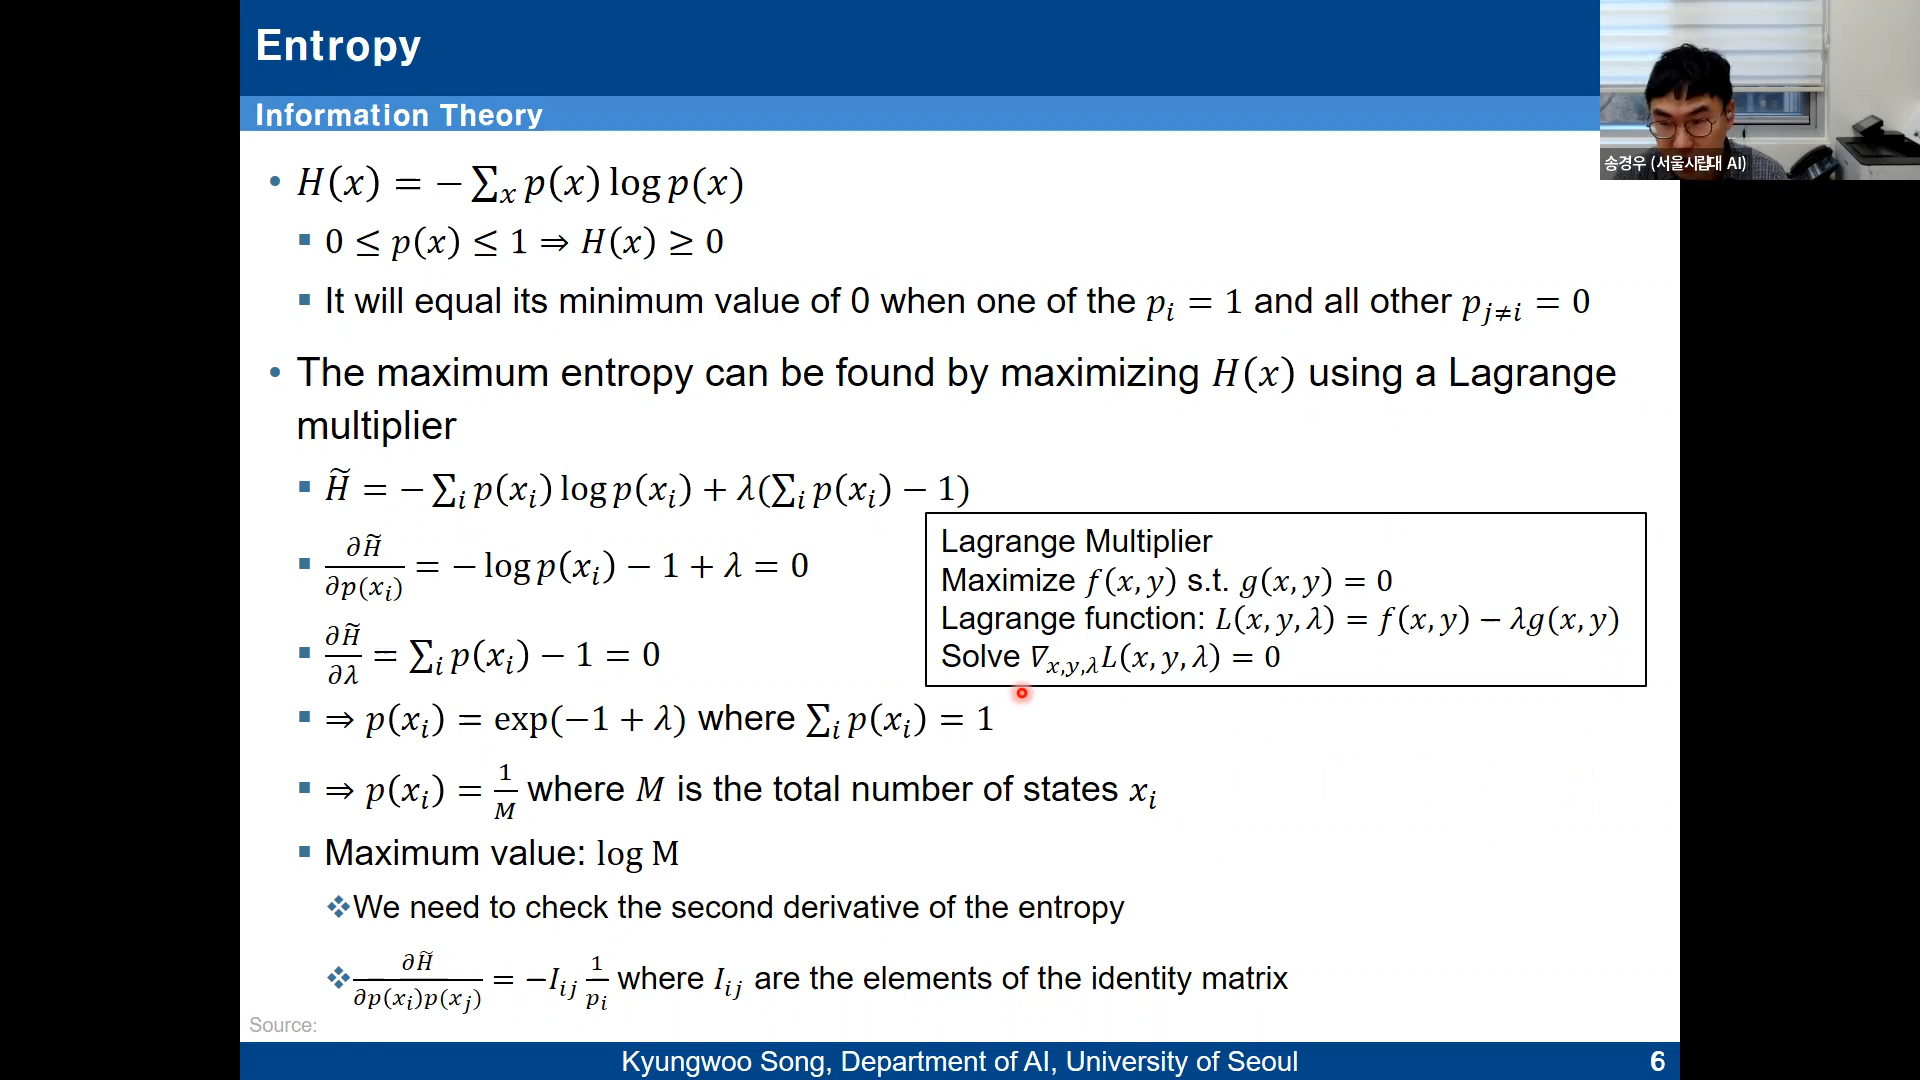 Entropy
Information Theory
송경우 (서울시립대 AI)
• H(x) = −∑ₓ p(x) log p(x)
▪ 0 ≤ p(x) ≤ 1 ⇒ H(x) ≥ 0
▪ It will equal its minimum value of 0 when one of the pᵢ = 1 and all other p_{j≠i} = 0
• The maximum entropy can be found by maximizing H(x) using a Lagrange
multiplier
▪ H̃ = −∑ᵢ p(xᵢ) log p(xᵢ) + λ(∑ᵢ p(xᵢ) − 1)
▪ ∂H̃/∂p(xᵢ) = − log p(xᵢ) − 1 + λ = 0
▪ ∂H̃/∂λ = ∑ᵢ p(xᵢ) − 1 = 0
Lagrange Multiplier
Maximize f(x, y) s.t. g(x, y) = 0
Lagrange function: L(x, y, λ) = f(x, y) − λg(x, y)
Solve ∇_{x,y,λ}L(x, y, λ) = 0
▪ ⇒ p(xᵢ) = exp(−1 + λ) where ∑ᵢ p(xᵢ) = 1
▪ ⇒ p(xᵢ) = 1/M where M is the total number of states xᵢ
▪ Maximum value: log M
❖We need to check the second derivative of the entropy
❖∂H̃/∂p(xᵢ)p(xⱼ) = −Iᵢⱼ 1/pᵢ where Iᵢⱼ are the elements of the identity matrix
Source:
Kyungwoo Song, Department of AI, University of Seoul
6